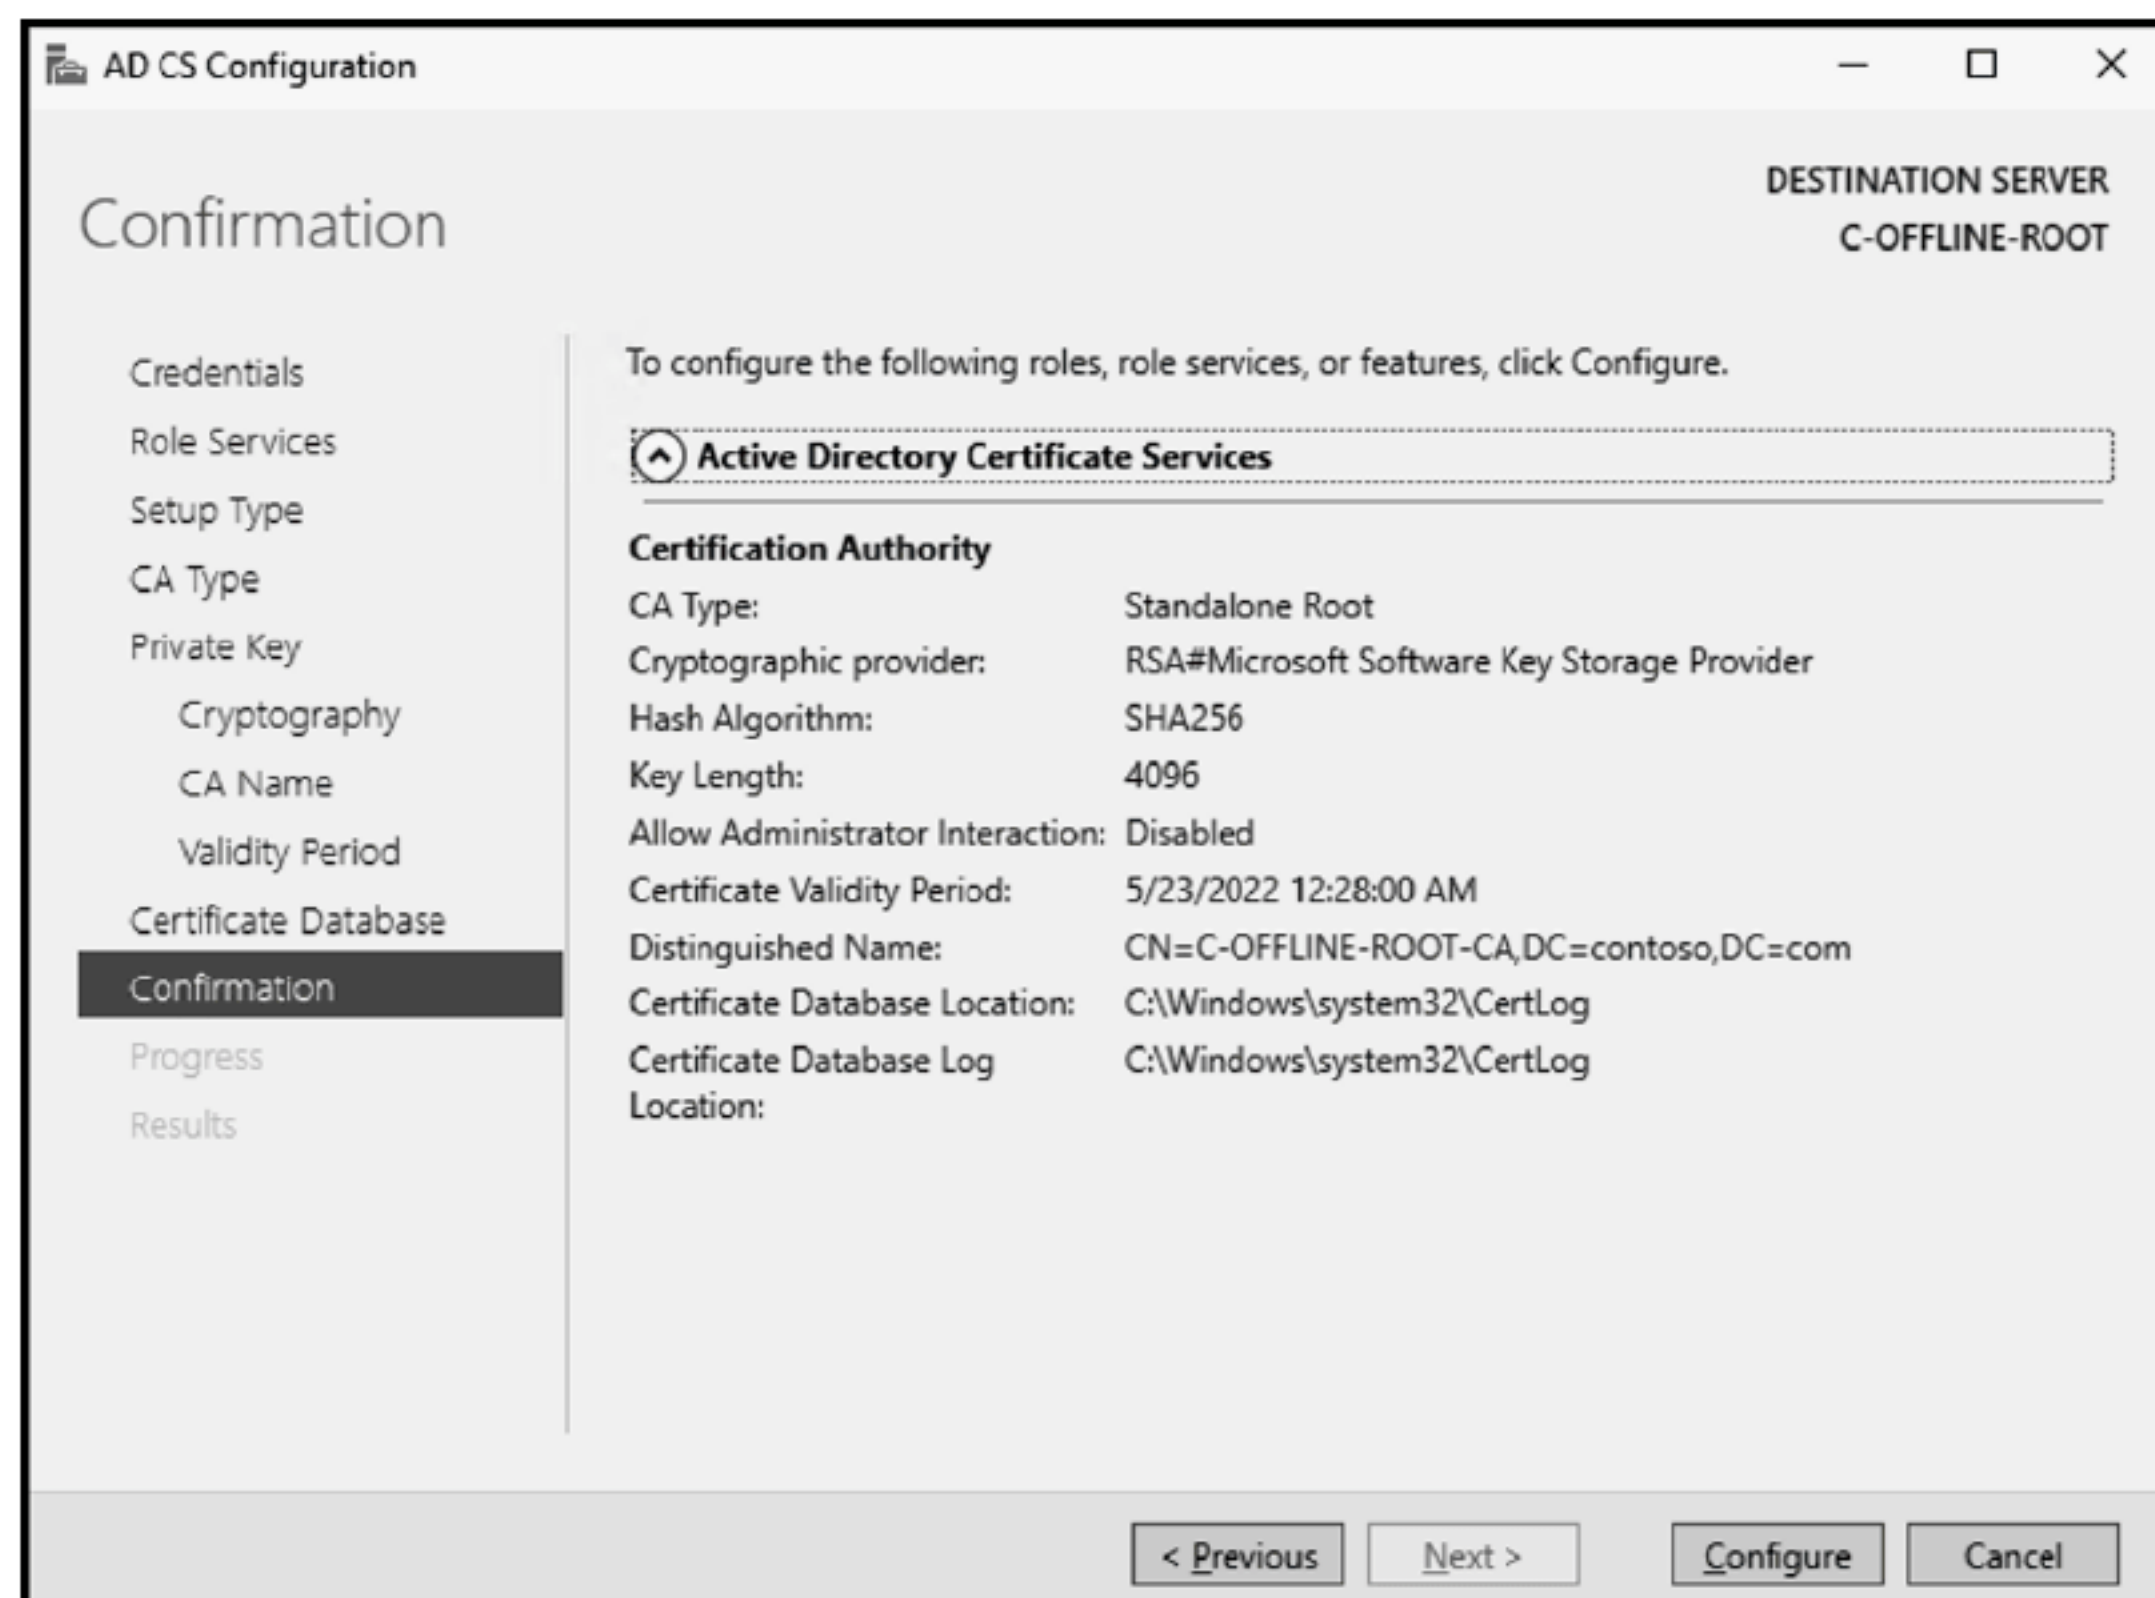 AD CS Configuration
Confirmation
DESTINATION SERVER
C-OFFLINE-ROOT
Credentials
Role Services
Setup Type
CA Type
Private Key
Cryptography
CA Name
Validity Period
Certificate Database
Confirmation
Progress
Results
To configure the following roles, role services, or features, click Configure.
Active Directory Certificate Services
Certification Authority
CA Type: Standalone Root
Cryptographic provider: RSA#Microsoft Software Key Storage Provider
Hash Algorithm: SHA256
Key Length: 4096
Allow Administrator Interaction: Disabled
Certificate Validity Period: 5/23/2022 12:28:00 AM
Distinguished Name: CN=C-OFFLINE-ROOT-CA,DC=contoso,DC=com
Certificate Database Location: C:\Windows\system32\CertLog
Certificate Database Log C:\Windows\system32\CertLog
Location:
< Previous Next > Configure Cancel